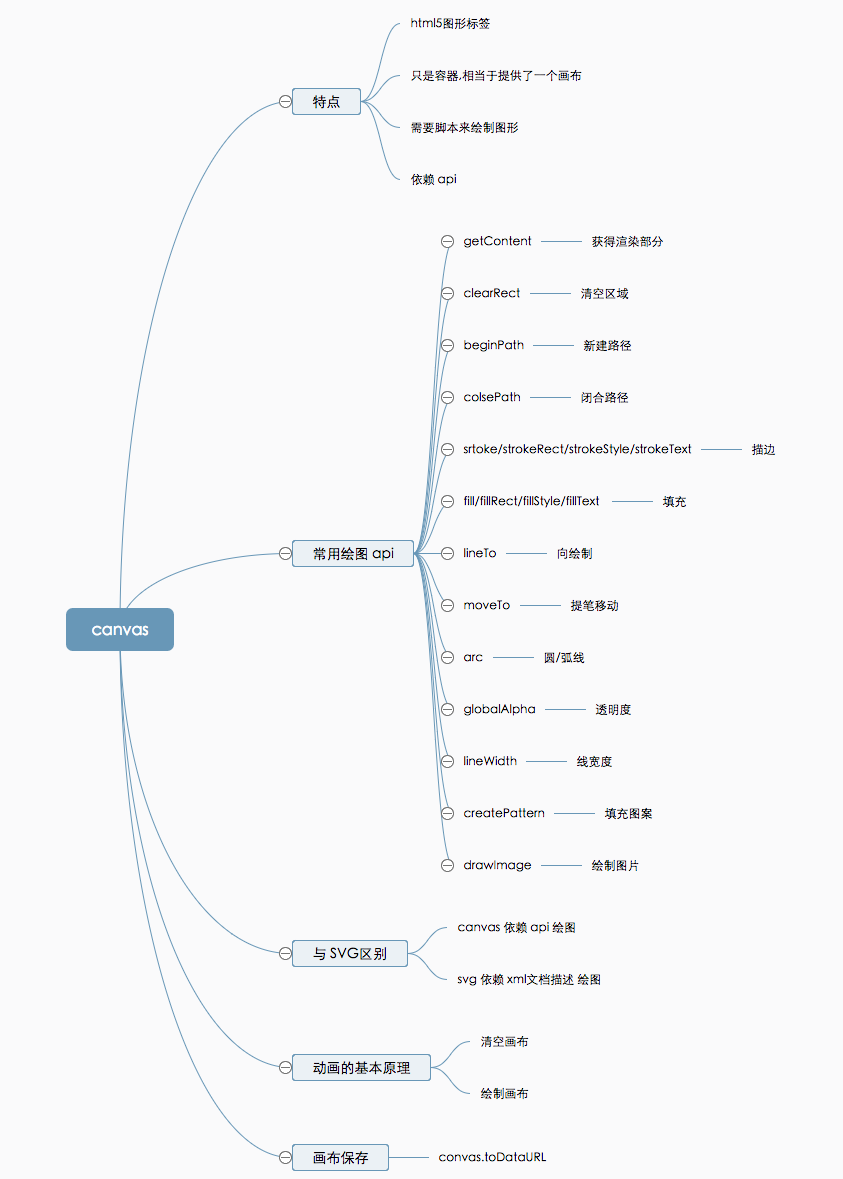 canvas
特点
html5图形标签
只是容器,相当于提供了一个画布
需要脚本来绘制图形
依赖 api
常用绘图 api
getContent 获得渲染部分
clearRect 清空区域
beginPath 新建路径
colsePath 闭合路径
srtoke/strokeRect/strokeStyle/strokeText 描边
fill/fillRect/fillStyle/fillText 填充
lineTo 向绘制
moveTo 提笔移动
arc 圆/弧线
globalAlpha 透明度
lineWidth 线宽度
createPattern 填充图案
drawImage 绘制图片
与 SVG区别
canvas 依赖 api 绘图
svg 依赖 xml文档描述 绘图
动画的基本原理
清空画布
绘制画布
画布保存
convas.toDataURL